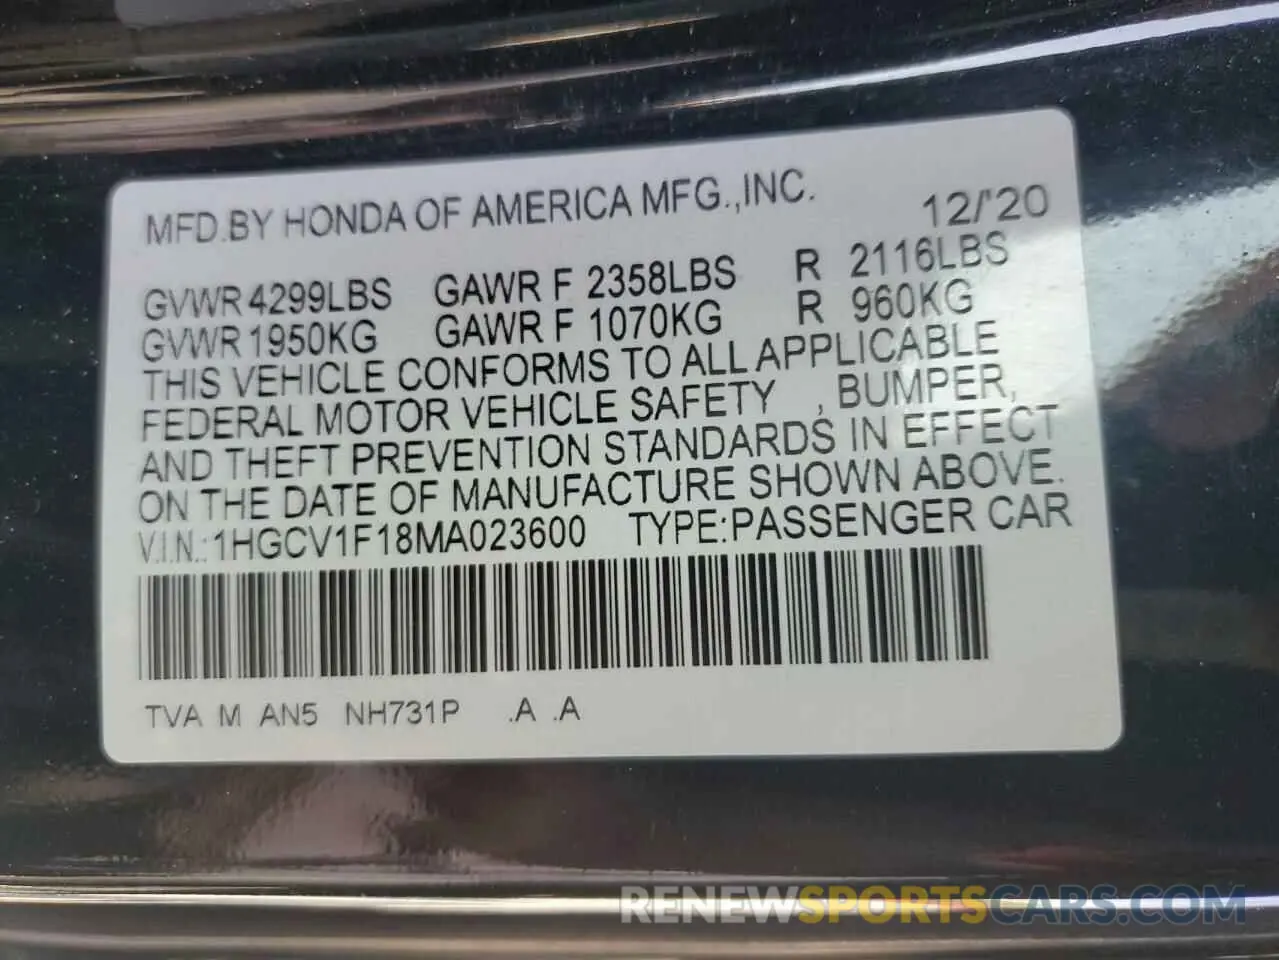 MFD.BY HONDA OF AMERICA MFG.,INC. 12/'20
GVWR 4299LBS GAWR F 2358LBS R 2116LBS
GVWR 1950KG GAWR F 1070KG R 960KG
THIS VEHICLE CONFORMS TO ALL APPLICABLE
FEDERAL MOTOR VEHICLE SAFETY , BUMPER,
AND THEFT PREVENTION STANDARDS IN EFFECT
ON THE DATE OF MANUFACTURE SHOWN ABOVE.
V.I.N.:1HGCV1F18MA023600 TYPE:PASSENGER CAR
TVA M AN5 NH731P .A .A
RENEWSPORTSCARS.COM